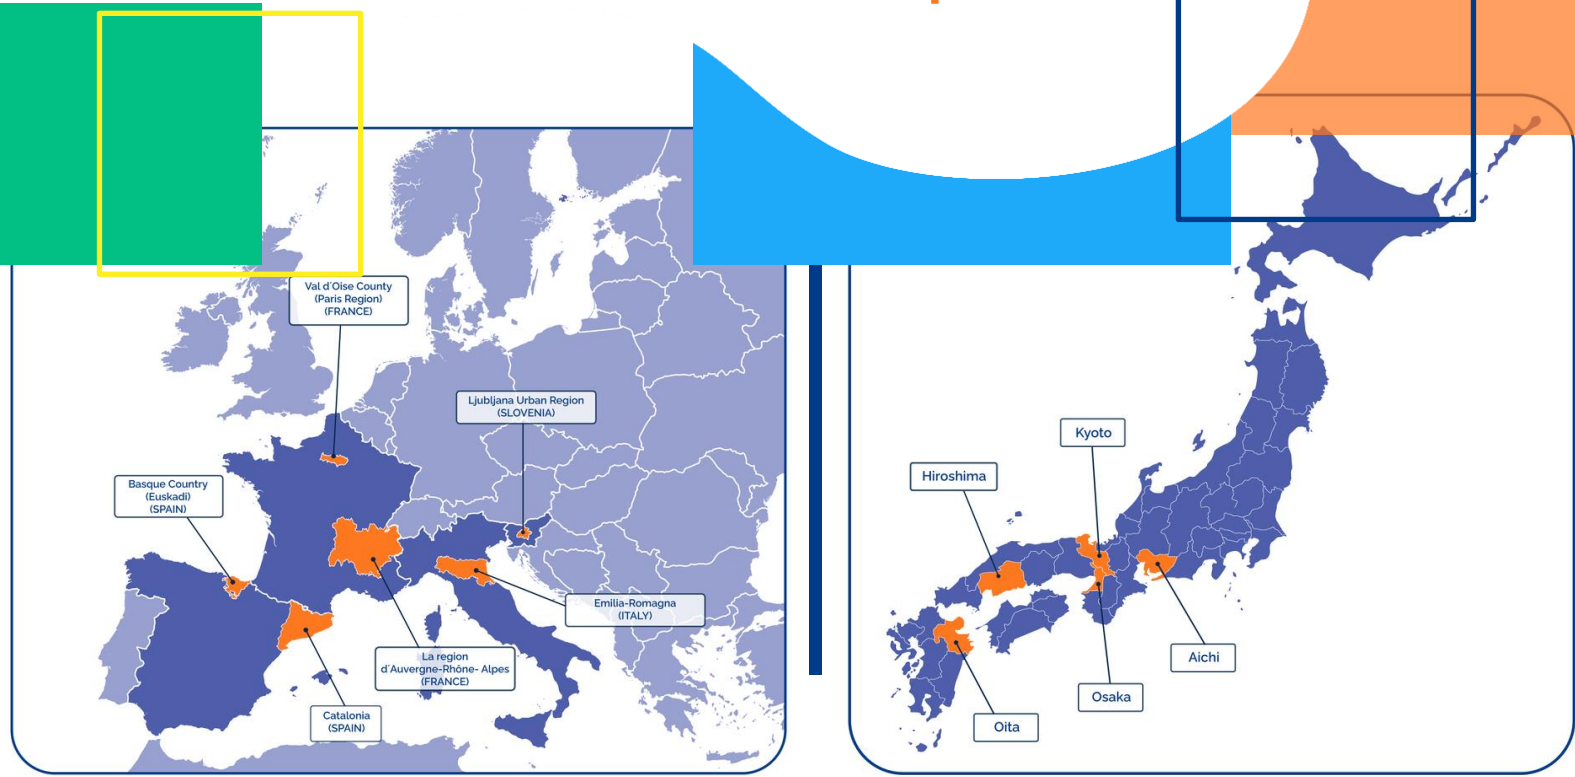 Val d´Oise County
(Paris Region)
(FRANCE)
Ljubljana Urban Region
(SLOVENIA)
Basque Country
(Euskadi)
(SPAIN)
Emilia-Romagna
(ITALY)
La region
d´Auvergne-Rhône- Alpes
(FRANCE)
Catalonia
(SPAIN)
Kyoto
Hiroshima
Aichi
Osaka
Oita